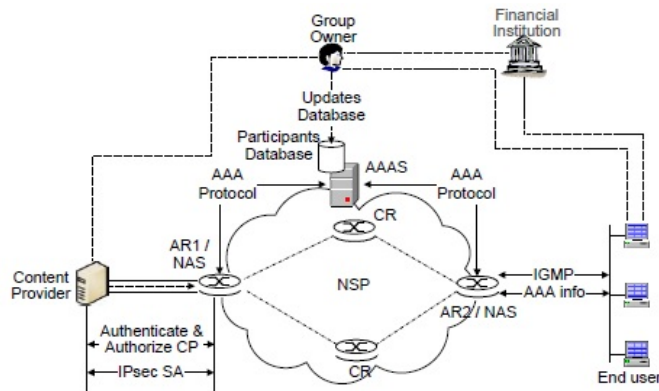 Group
Owner
Financial
Institution
Updates
Database
Participants
Database
AAAS
AAA
Protocol
AAA
Protocol
CR
AR1 /
NAS
Content
Provider
NSP
IGMP
AAA info
AR2 / NAS
Authenticate &
Authorize CP
IPsec SA
CR
End user